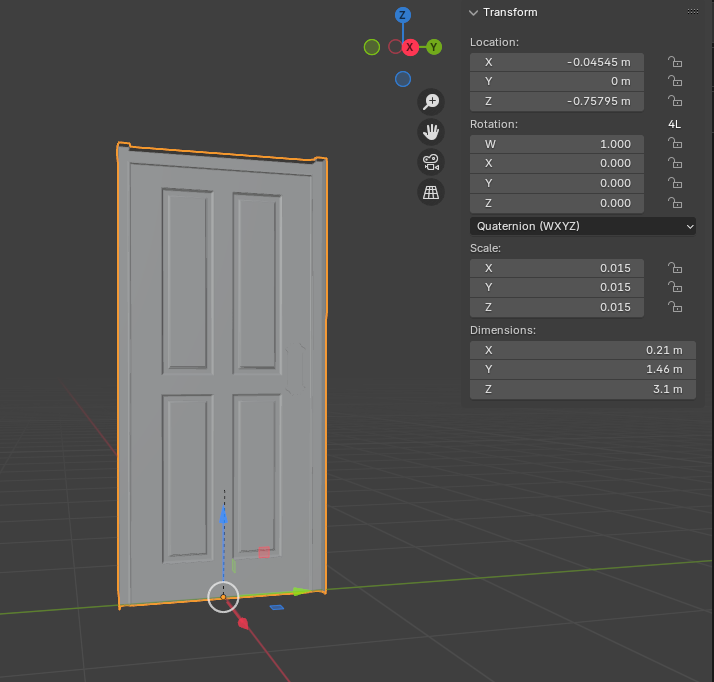 Z
X
Y
Transform
Location:
X -0.04545 m
Y 0 m
Z -0.75795 m
Rotation: 4L
W 1.000
X 0.000
Y 0.000
Z 0.000
Quaternion (WXYZ)
Scale:
X 0.015
Y 0.015
Z 0.015
Dimensions:
X 0.21 m
Y 1.46 m
Z 3.1 m